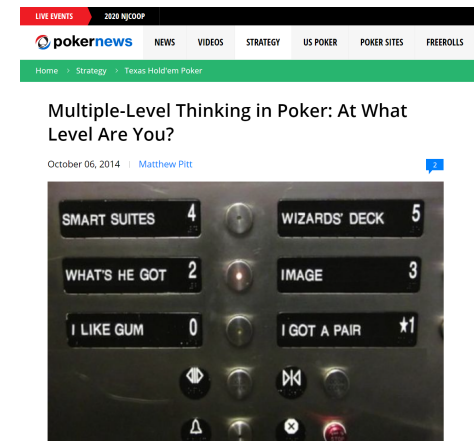 LIVE EVENTS 2020 NJCOOP
pokernews NEWS VIDEOS STRATEGY US POKER POKER SITES FREEROLLS
Home › Strategy › Texas Hold'em Poker
Multiple-Level Thinking in Poker: At What
Level Are You?
October 06, 2014 | Matthew Pitt 2
SMART SUITES 4 WIZARDS' DECK 5
WHAT'S HE GOT 2 IMAGE 3
I LIKE GUM 0 I GOT A PAIR ★1